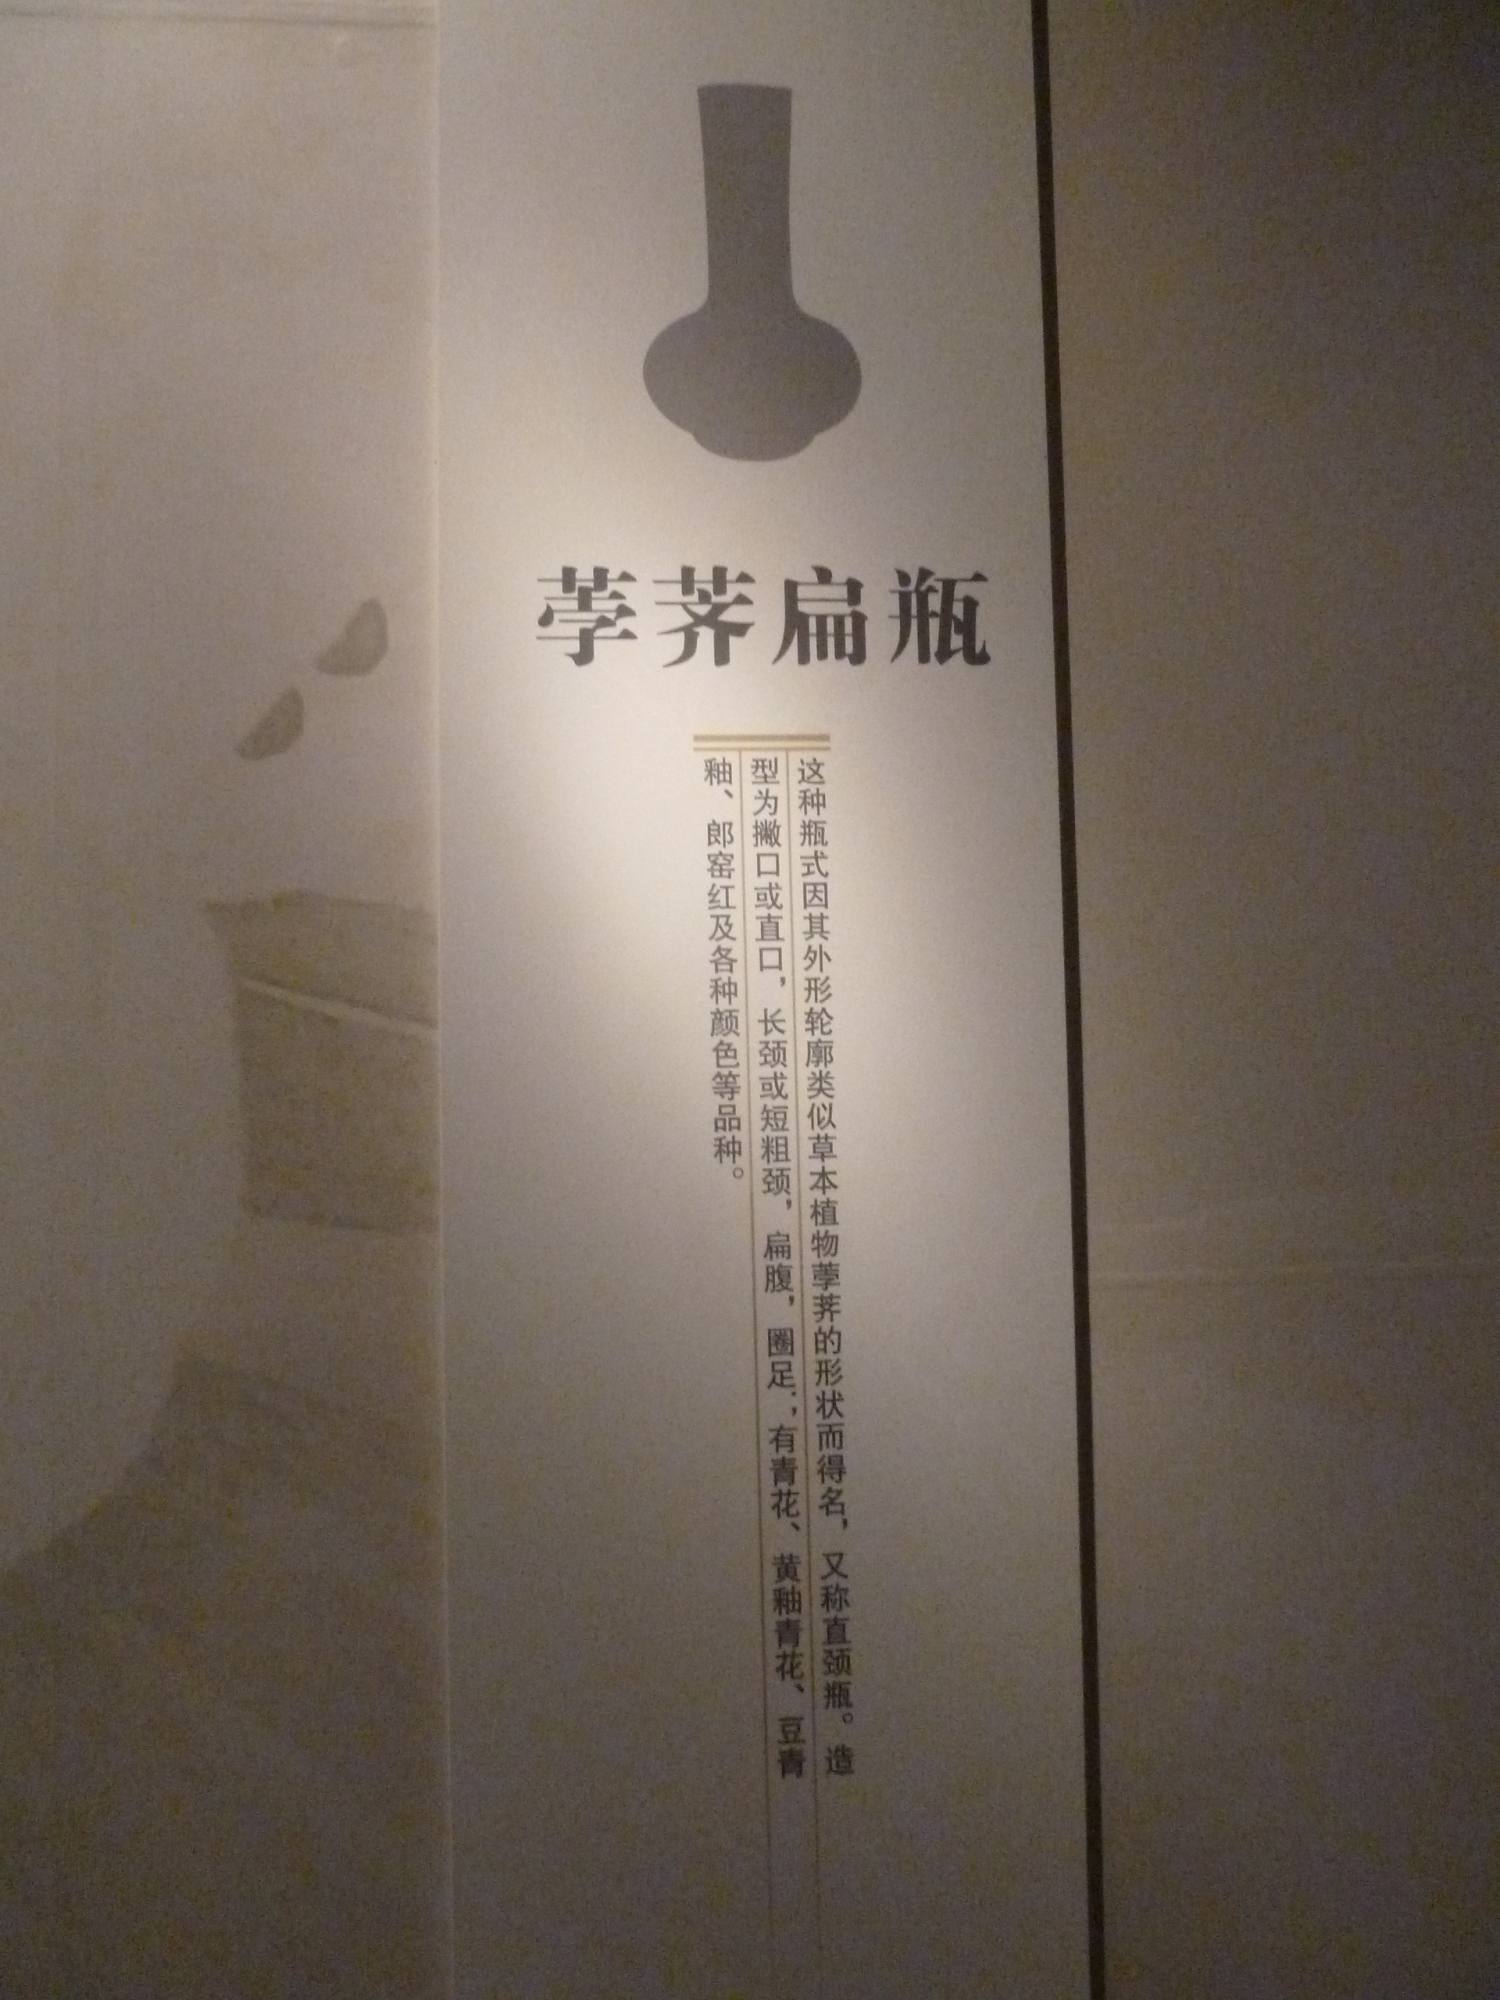 荸荠扁瓶
这种瓶式因其外形轮廓类似草本植物荸荠的形状而得名，又称直颈瓶。造
型为撇口或直口，长颈或短粗颈，扁腹，圈足；有青花、黄釉青花、豆青
釉、郎窑红及各种颜色等品种。